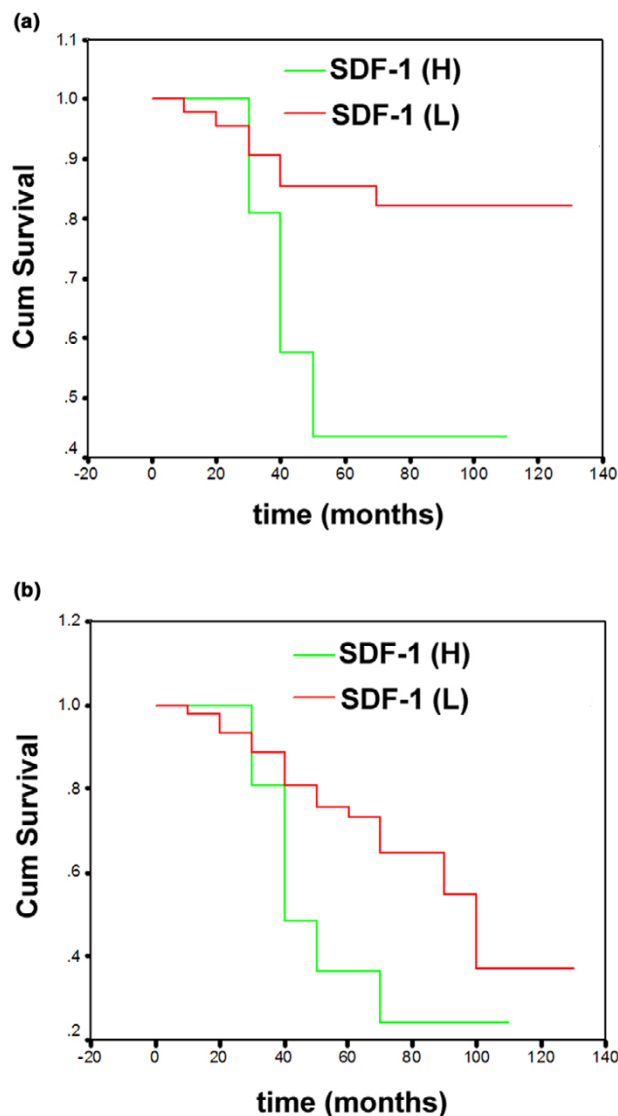 (a)
1.1
1.0
.9
.8
.7
.6
.5
.4
SDF-1 (H)
SDF-1 (L)
Cum Survival
-20 0 20 40 60 80 100 120 140
time (months)
(b)
1.2
1.0
.8
.6
.4
.2
SDF-1 (H)
SDF-1 (L)
Cum Survival
-20 0 20 40 60 80 100 120 140
time (months)